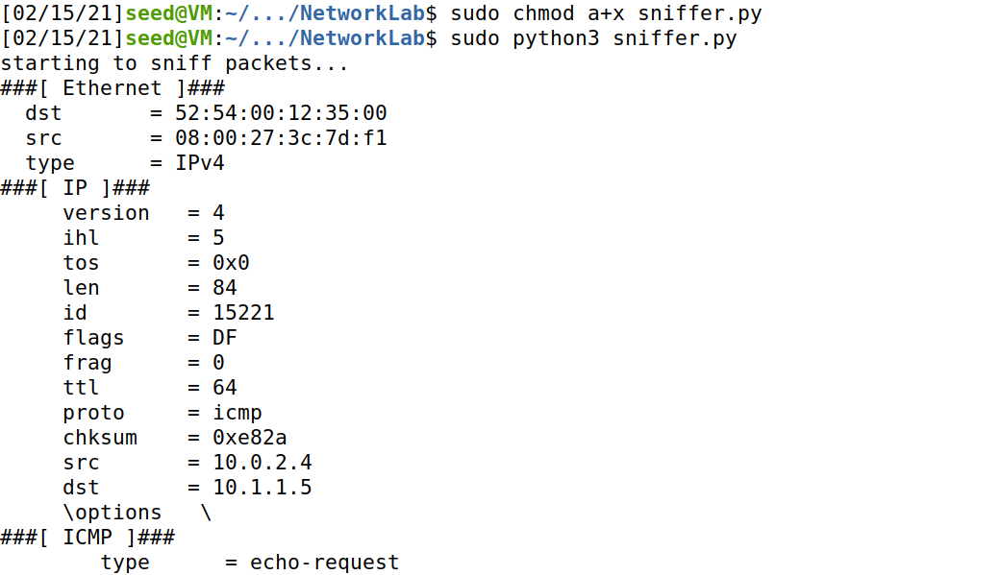 [02/15/21]seed@VM:~/.../NetworkLab$ sudo chmod a+x sniffer.py
[02/15/21]seed@VM:~/.../NetworkLab$ sudo python3 sniffer.py
starting to sniff packets...
###[ Ethernet ]###
  dst       = 52:54:00:12:35:00
  src       = 08:00:27:3c:7d:f1
  type      = IPv4
###[ IP ]###
     version   = 4
     ihl       = 5
     tos       = 0x0
     len       = 84
     id        = 15221
     flags     = DF
     frag      = 0
     ttl       = 64
     proto     = icmp
     chksum    = 0xe82a
     src       = 10.0.2.4
     dst       = 10.1.1.5
     \options   \
###[ ICMP ]###
        type      = echo-request